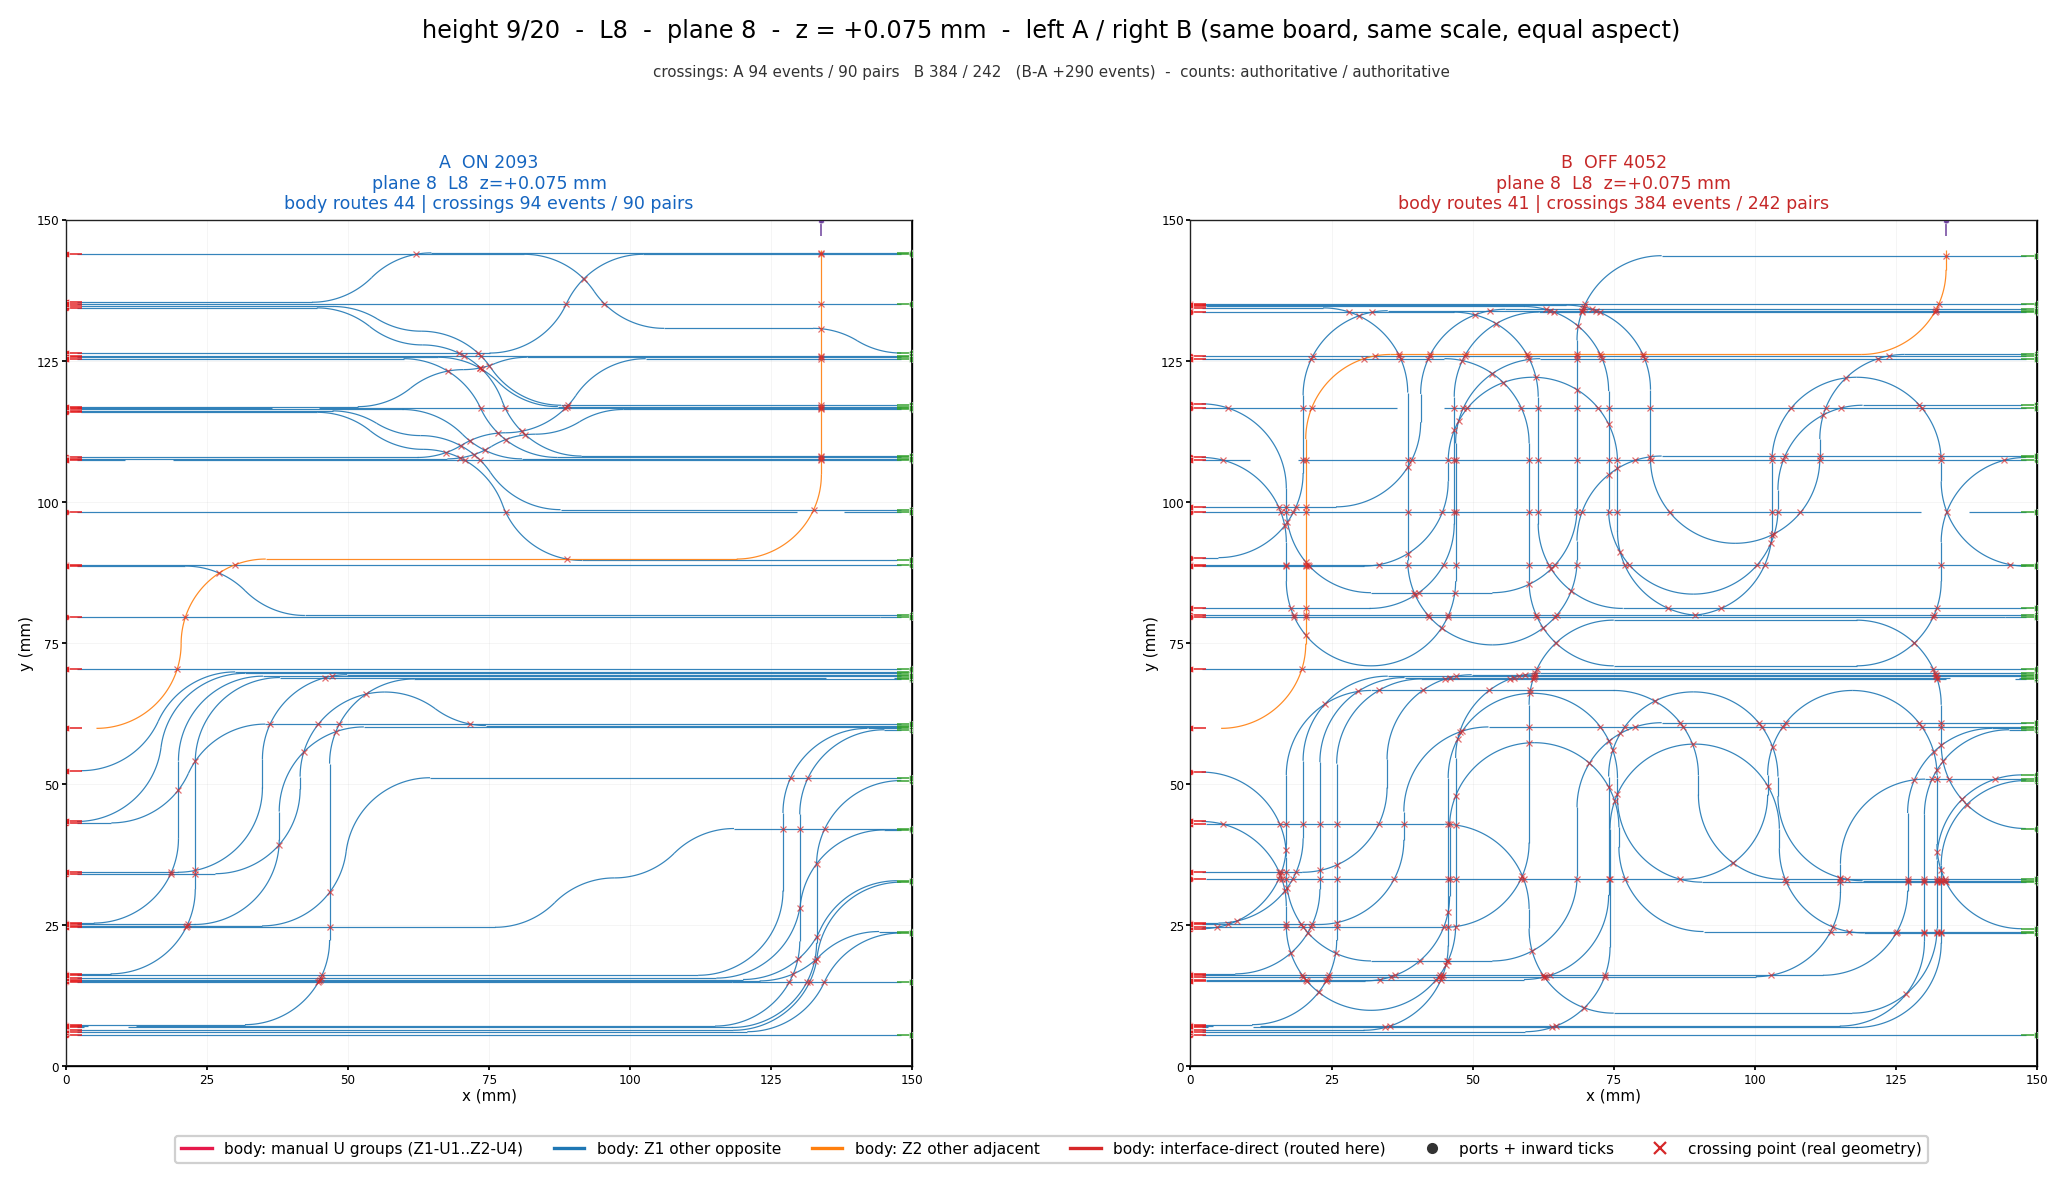 height 9/20  -  L8  -  plane 8  -  z = +0.075 mm  -  left A / right B (same board, same scale, equal aspect)
crossings: A 94 events / 90 pairs   B 384 / 242   (B-A +290 events)  -  counts: authoritative / authoritative
A  ON 2093
plane 8  L8  z=+0.075 mm
body routes 44 | crossings 94 events / 90 pairs
150
125
100
75
50
25
0
y (mm)
0 25 50 75 100 125 150
x (mm)
B  OFF 4052
plane 8  L8  z=+0.075 mm
body routes 41 | crossings 384 events / 242 pairs
150
125
100
75
50
25
0
y (mm)
0 25 50 75 100 125 150
x (mm)
body: manual U groups (Z1-U1..Z2-U4)
body: Z1 other opposite
body: Z2 other adjacent
body: interface-direct (routed here)
ports + inward ticks
crossing point (real geometry)